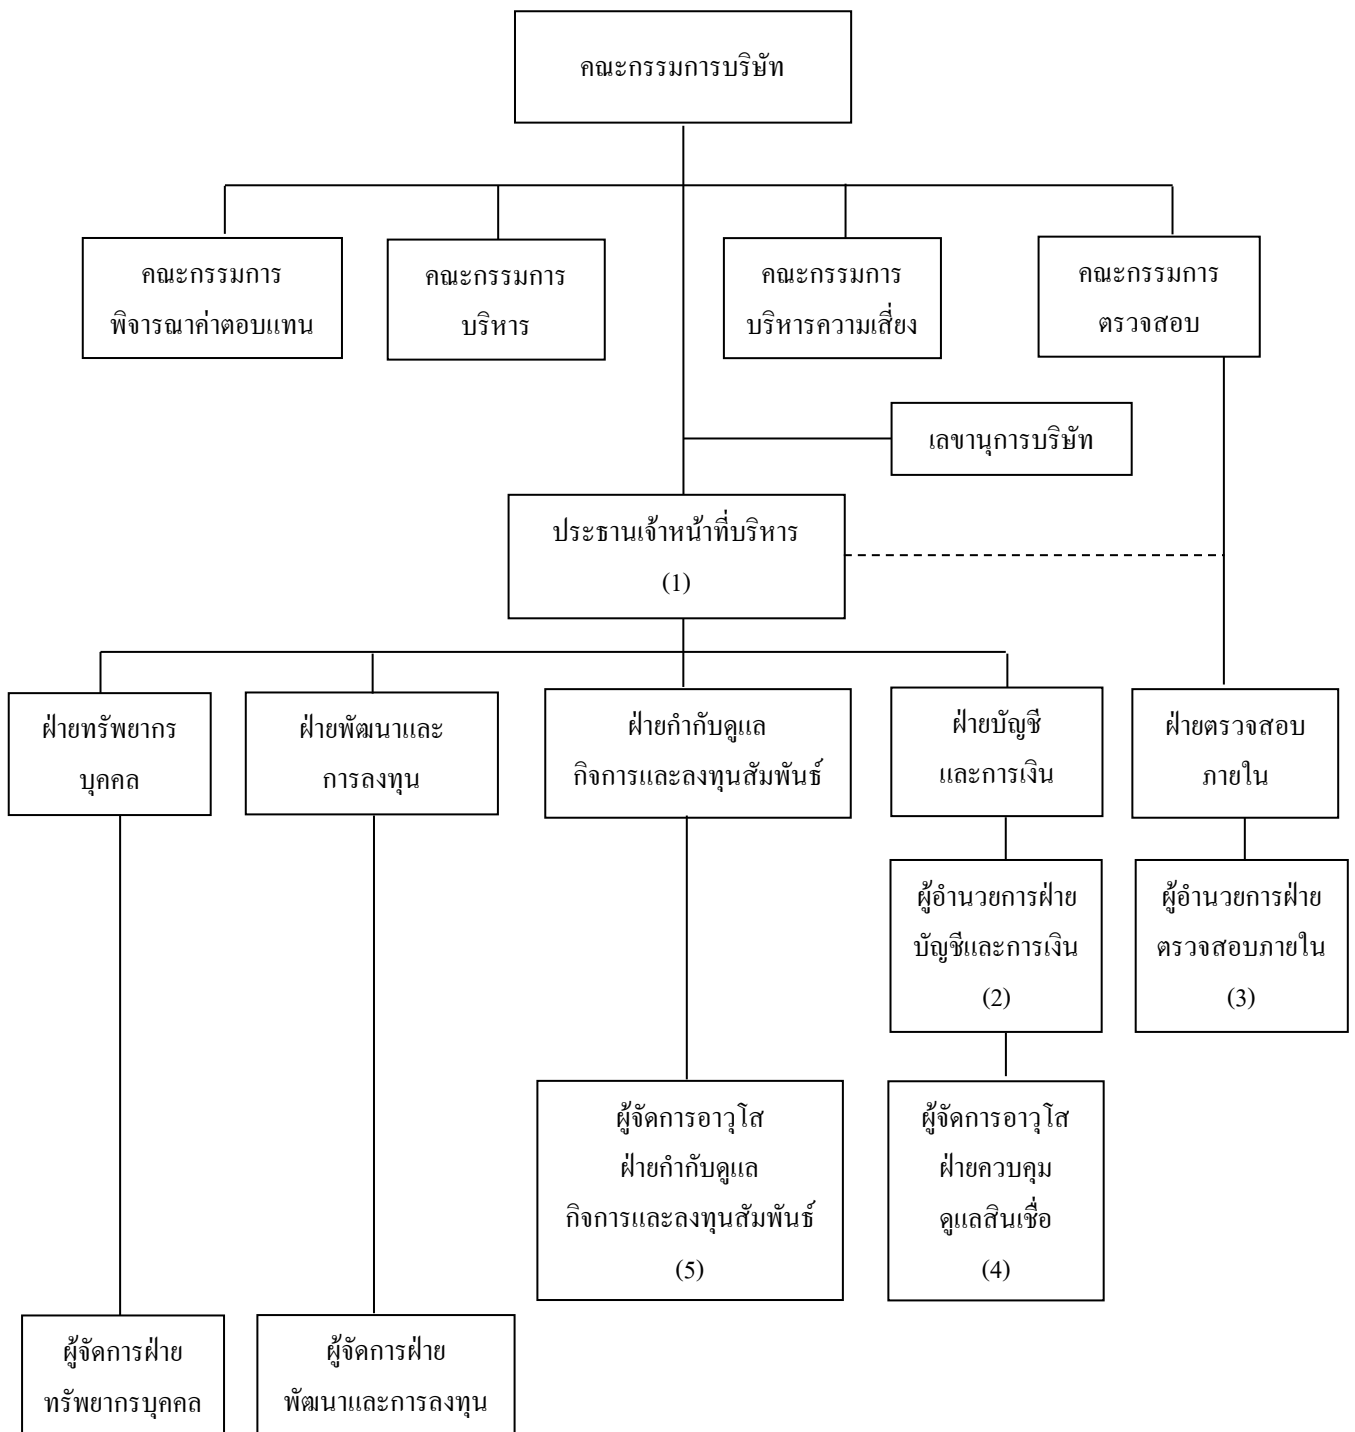 คณะกรรมการบริษัท
คณะกรรมการ
พิจารณาค่าตอบแทน
คณะกรรมการ
บริหาร
คณะกรรมการ
บริหารความเสี่ยง
คณะกรรมการ
ตรวจสอบ
เลขานุการบริษัท
ประธานเจ้าหน้าที่บริหาร
(1)
ฝ่ายทรัพยากร
บุคคล
ฝ่ายพัฒนาและ
การลงทุน
ฝ่ายกำกับดูแล
กิจการและลงทุนสัมพันธ์
ฝ่ายบัญชี
และการเงิน
ฝ่ายตรวจสอบ
ภายใน
ผู้อำนวยการฝ่าย
บัญชีและการเงิน
(2)
ผู้อำนวยการฝ่าย
ตรวจสอบภายใน
(3)
ผู้จัดการอาวุโส
ฝ่ายกำกับดูแล
กิจการและลงทุนสัมพันธ์
(5)
ผู้จัดการอาวุโส
ฝ่ายควบคุม
ดูแลสินเชื่อ
(4)
ผู้จัดการฝ่าย
ทรัพยากรบุคคล
ผู้จัดการฝ่าย
พัฒนาและการลงทุน